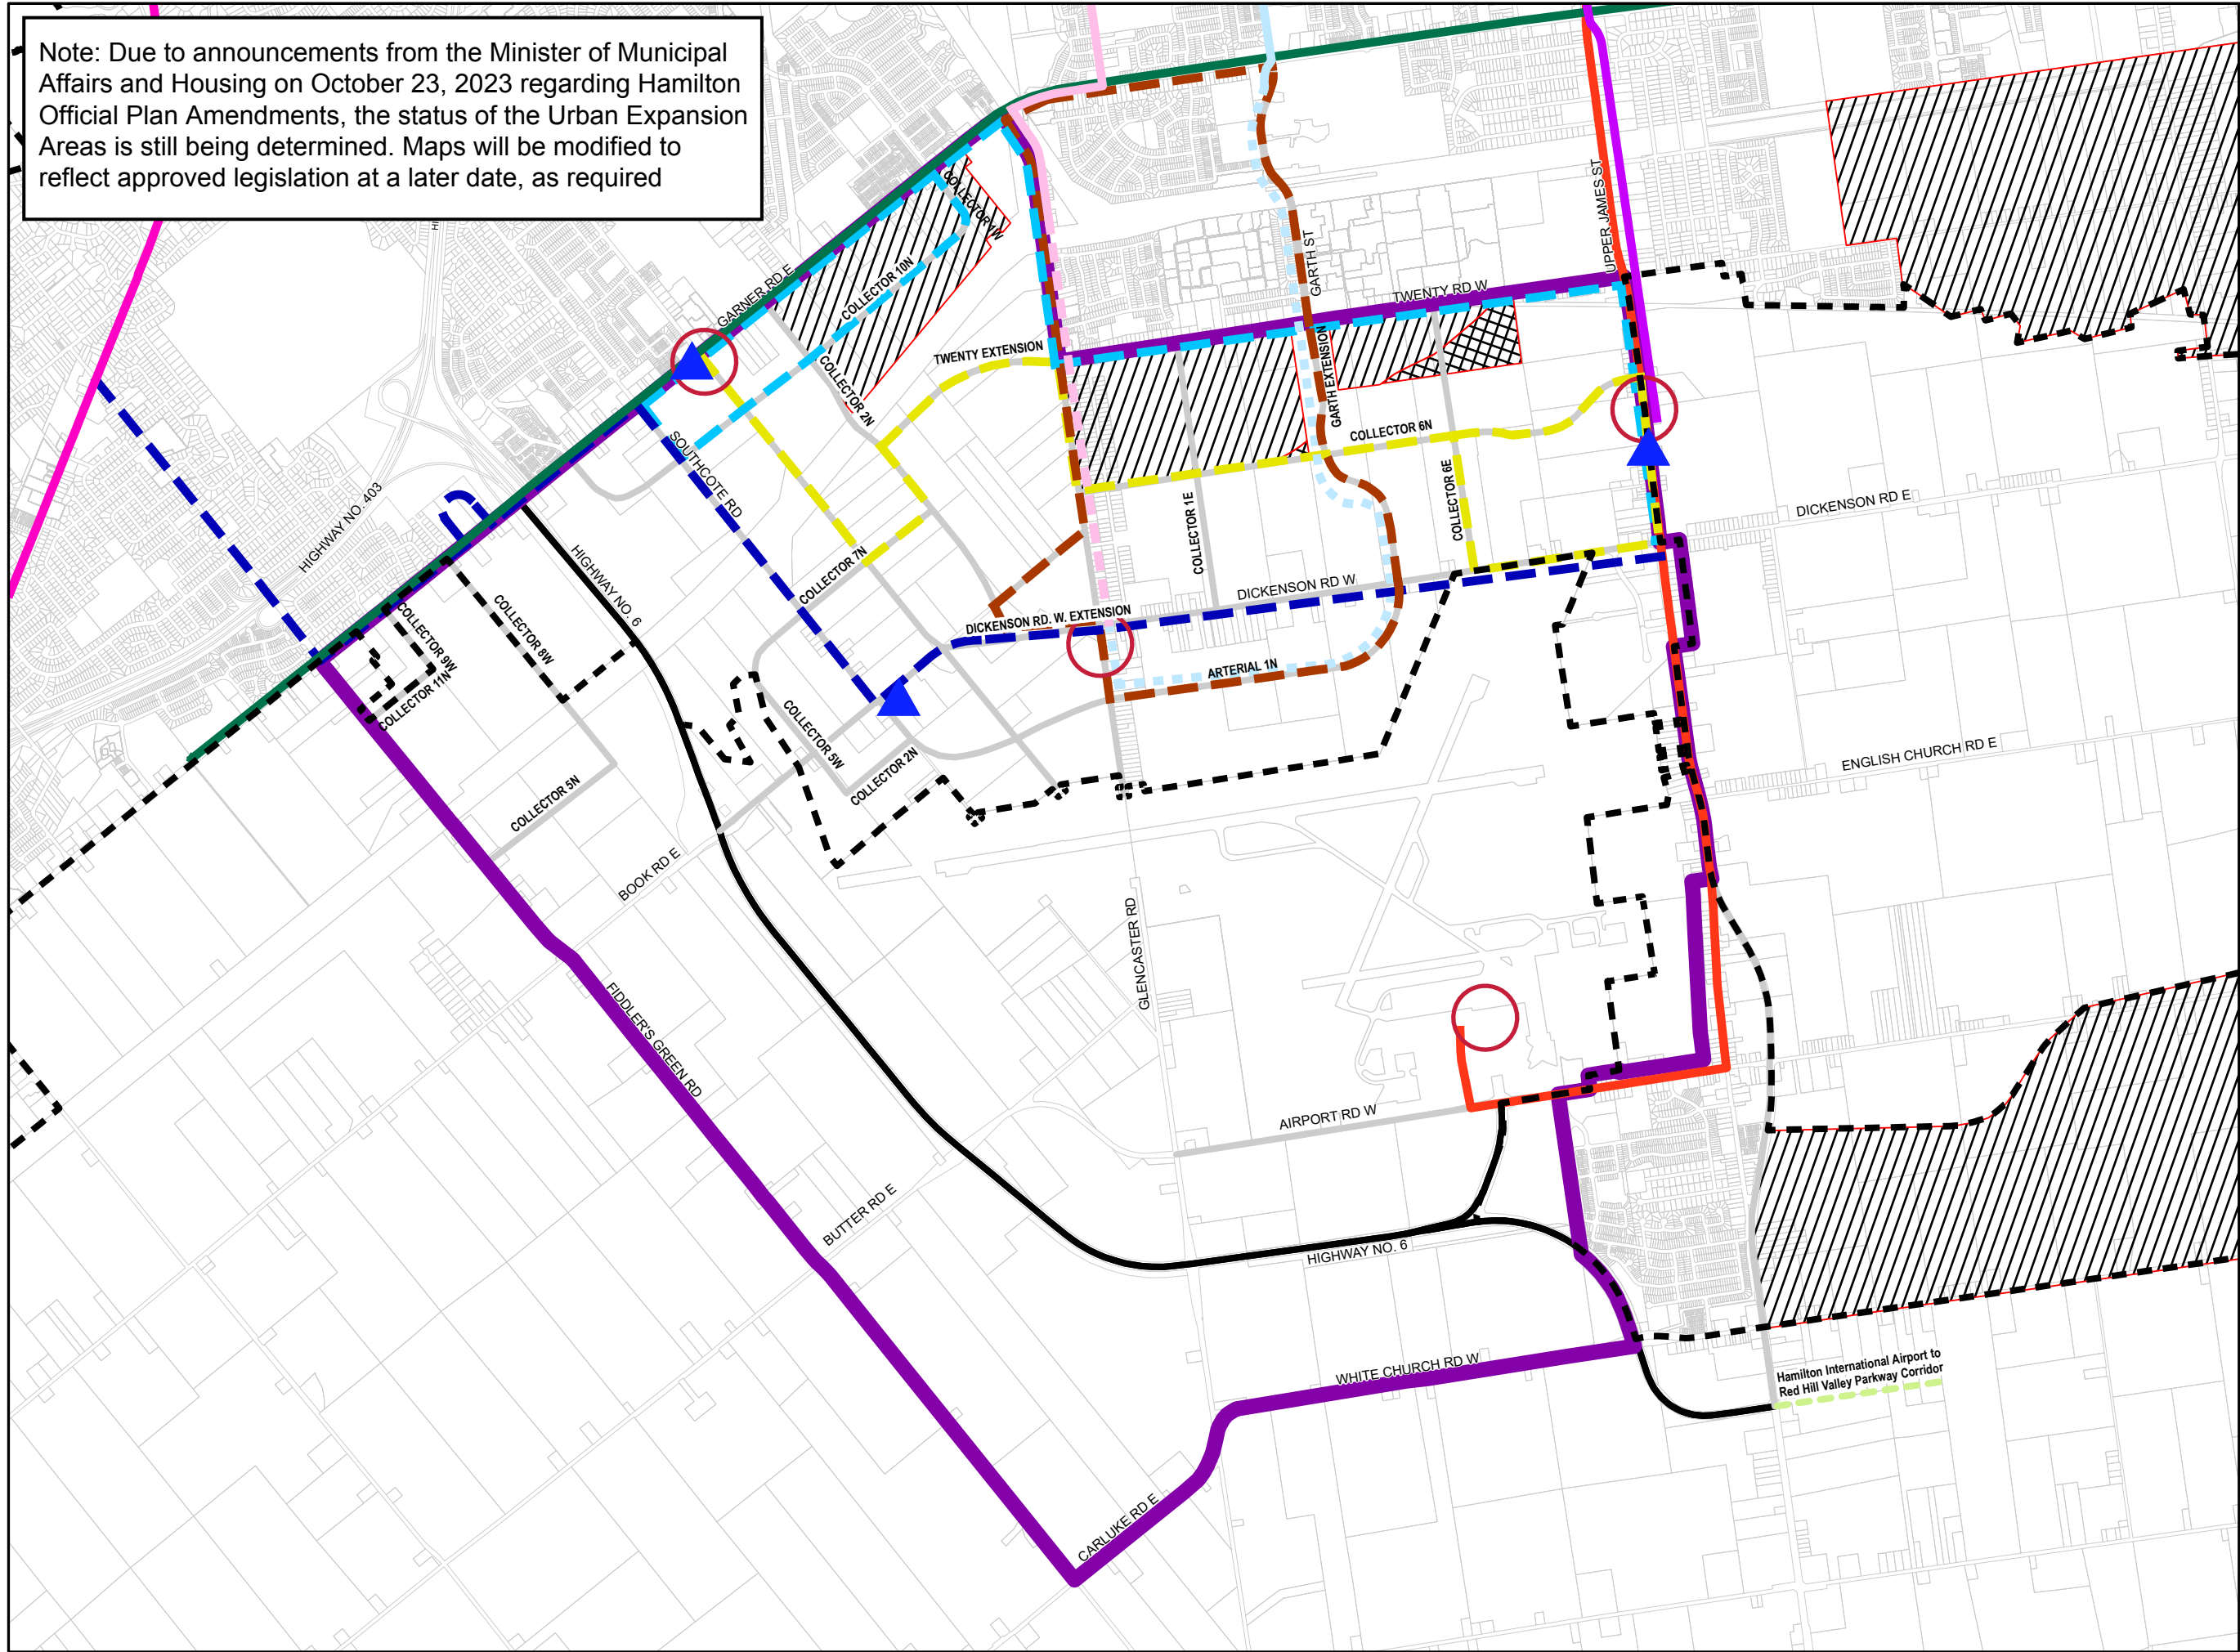 Note: Due to announcements from the Minister of Municipal
Affairs and Housing on October 23, 2023 regarding Hamilton
Official Plan Amendments, the status of the Urban Expansion
Areas is still being determined. Maps will be modified to
reflect approved legislation at a later date, as required
HI
COLLECTOR 1W
UPPER JAMES ST
GARTH ST
GARNER RD E
COLLECTOR 10N
TWENTY RD W
TWENTY EXTENSION
GARTH EXTENSION
COLLECTOR 2N
COLLECTOR 6N
SOUTHCOTE RD
COLLECTOR 6E
HIGHWAY NO. 403
COLLECTOR 1E
DICKENSON RD E
HIGHWAY NO. 6
COLLECTOR 7N
DICKENSON RD W
COLLECTOR 8W
COLLECTOR 9W
DICKENSON RD. W. EXTENSION
COLLECTOR 11N
ARTERIAL 1N
COLLECTOR 5W
COLLECTOR 2N
ENGLISH CHURCH RD E
COLLECTOR 5N
BOOK RD E
GLENCASTER RD
FIDDLER'S GREEN RD
AIRPORT RD W
BUTTER RD E
HIGHWAY NO. 6
WHITE CHURCH RD W
Hamilton International Airport to
Red Hill Valley Parkway Corridor
CARLUKE RD E